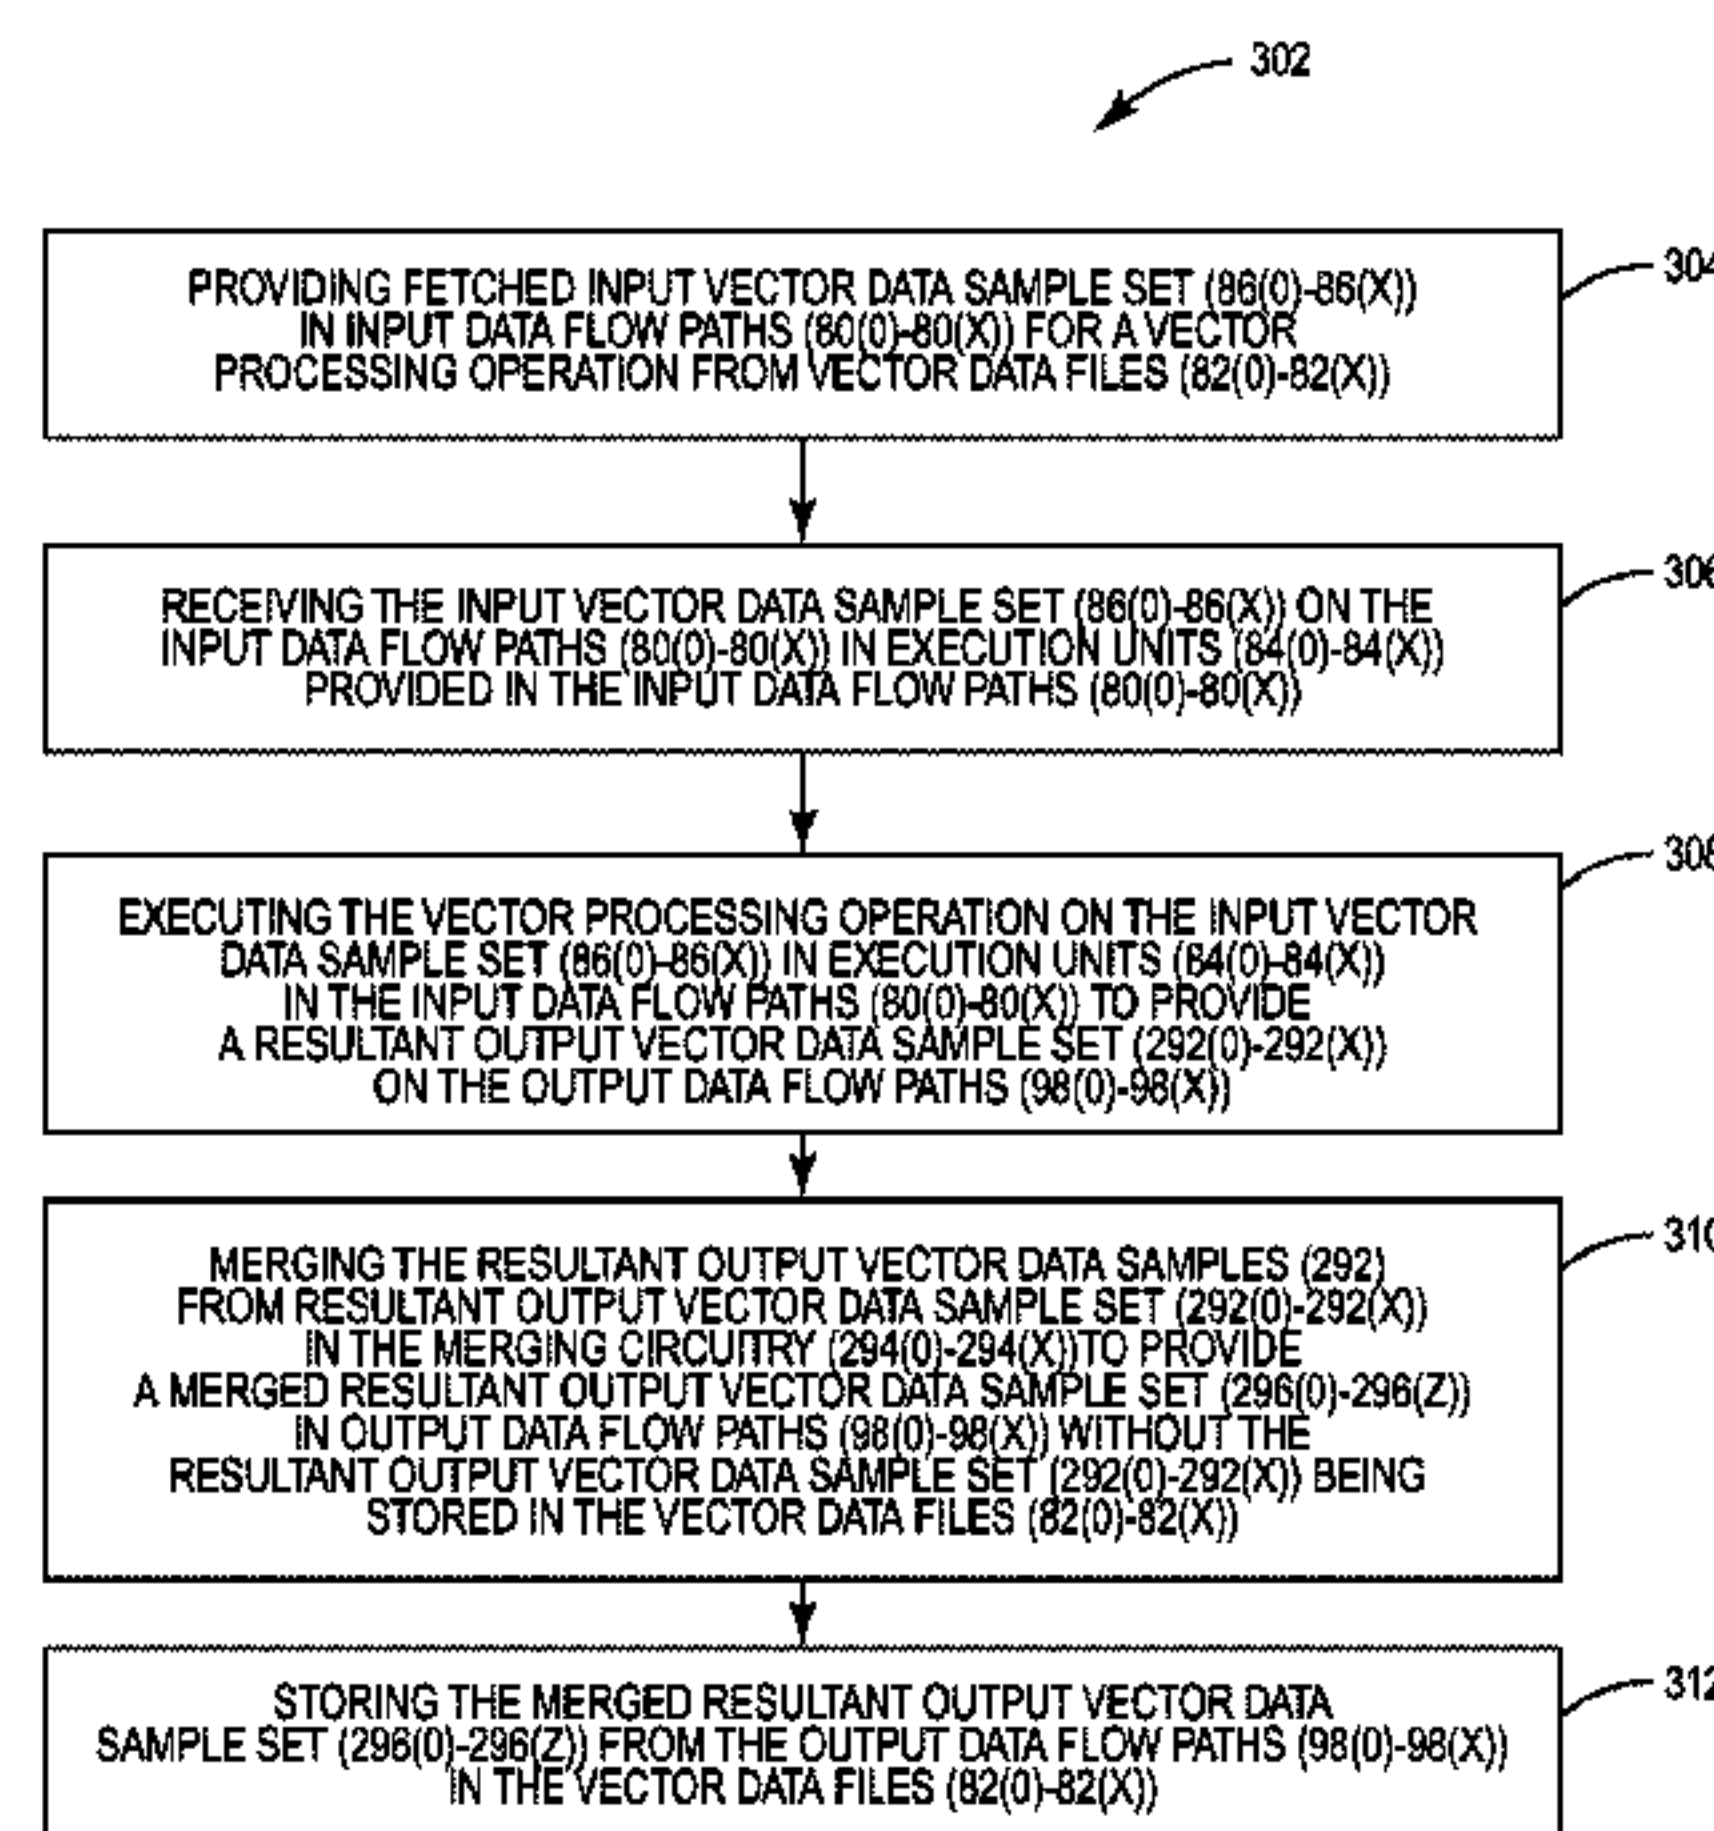 302
PROVIDING FETCHED INPUT VECTOR DATA SAMPLE SET (86(0)-86(X))
IN INPUT DATA FLOW PATHS (80(0)-80(X)) FOR A VECTOR
PROCESSING OPERATION FROM VECTOR DATA FILES (82(0)-82(X))
304
RECEIVING THE INPUT VECTOR DATA SAMPLE SET (86(0)-86(X)) ON THE
INPUT DATA FLOW PATHS (80(0)-80(X)) IN EXECUTION UNITS (84(0)-84(X))
PROVIDED IN THE INPUT DATA FLOW PATHS (80(0)-80(X))
306
EXECUTING THE VECTOR PROCESSING OPERATION ON THE INPUT VECTOR
DATA SAMPLE SET (86(0)-86(X)) IN EXECUTION UNITS (84(0)-84(X))
IN THE INPUT DATA FLOW PATHS (80(0)-80(X)) TO PROVIDE
A RESULTANT OUTPUT VECTOR DATA SAMPLE SET (292(0)-292(X))
ON THE OUTPUT DATA FLOW PATHS (98(0)-98(X))
308
MERGING THE RESULTANT OUTPUT VECTOR DATA SAMPLES (292)
FROM RESULTANT OUTPUT VECTOR DATA SAMPLE SET (292(0)-292(X))
IN THE MERGING CIRCUITRY (294(0)-294(X))TO PROVIDE
A MERGED RESULTANT OUTPUT VECTOR DATA SAMPLE SET (296(0)-296(Z))
IN OUTPUT DATA FLOW PATHS (98(0)-98(X)) WITHOUT THE
RESULTANT OUTPUT VECTOR DATA SAMPLE SET (292(0)-292(X)) BEING
STORED IN THE VECTOR DATA FILES (82(0)-82(X))
310
STORING THE MERGED RESULTANT OUTPUT VECTOR DATA
SAMPLE SET (296(0)-296(Z)) FROM THE OUTPUT DATA FLOW PATHS (98(0)-98(X))
IN THE VECTOR DATA FILES (82(0)-82(X))
312